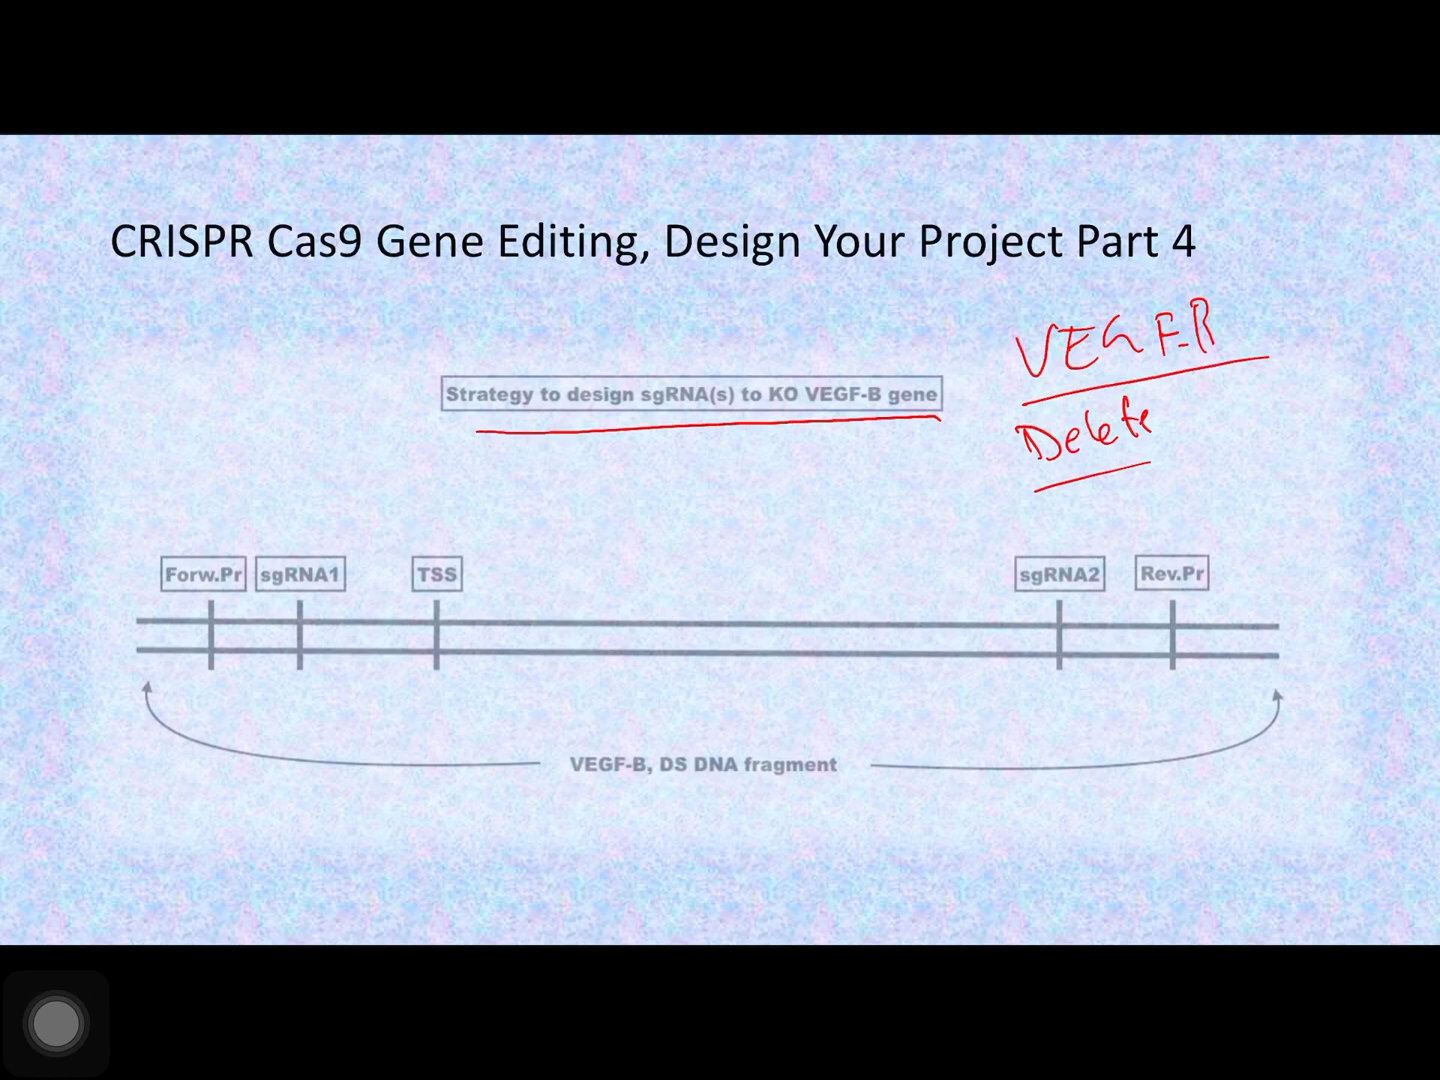 CRISPR Cas9 Gene Editing, Design Your Project Part 4
VEGF-B
Strategy to design sgRNA(s) to KO VEGF-B gene
Delete
Forw.Pr sgRNA1 TSS sgRNA2 Rev.Pr
VEGF-B, DS DNA fragment